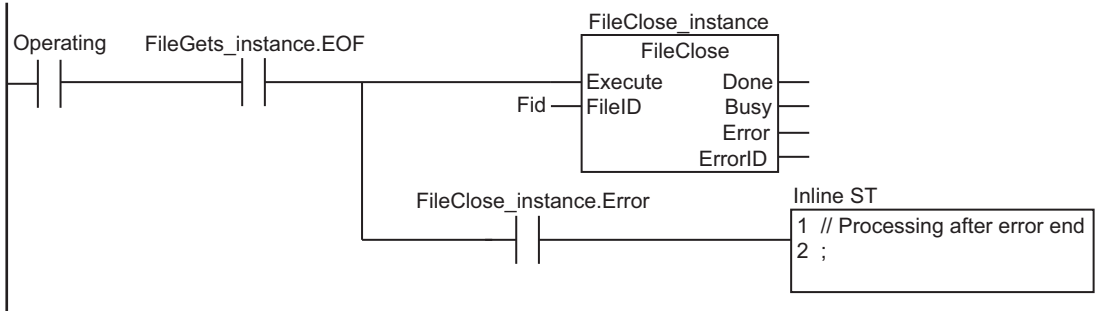 FileClose_instance
Operating FileGets_instance.EOF
FileClose
Execute Done
Fid FileID Busy
Error
ErrorID
FileClose_instance.Error
Inline ST
1 // Processing after error end
2 ;